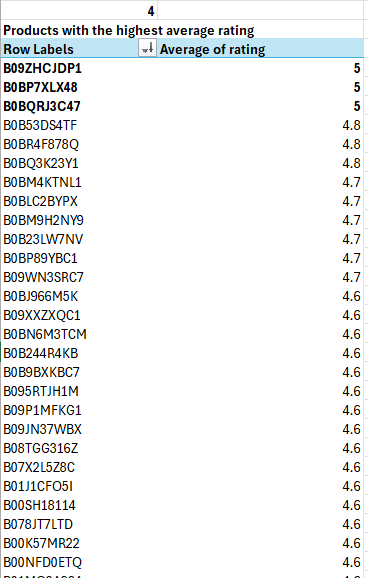 4
Products with the highest average rating
Row Labels Average of rating
B09ZHCJDP1 5
B0BP7XLX48 5
B0BQRJ3C47 5
B0B53DS4TF 4.8
B0BR4F878Q 4.8
B0BQ3K23Y1 4.8
B0BM4KTNL1 4.7
B0BLC2BYPX 4.7
B0BM9H2NY9 4.7
B0B23LW7NV 4.7
B0BP89YBC1 4.7
B09WN3SRC7 4.7
B0BJ966M5K 4.6
B09XXZXQC1 4.6
B0BN6M3TCM 4.6
B0B244R4KB 4.6
B0B9BXKBC7 4.6
B095RTJH1M 4.6
B09P1MFKG1 4.6
B09JN37WBX 4.6
B08TGG316Z 4.6
B07X2L5Z8C 4.6
B01J1CFO5I 4.6
B00SH18114 4.6
B078JT7LTD 4.6
B00K57MR22 4.6
B00NFD0ETQ 4.6